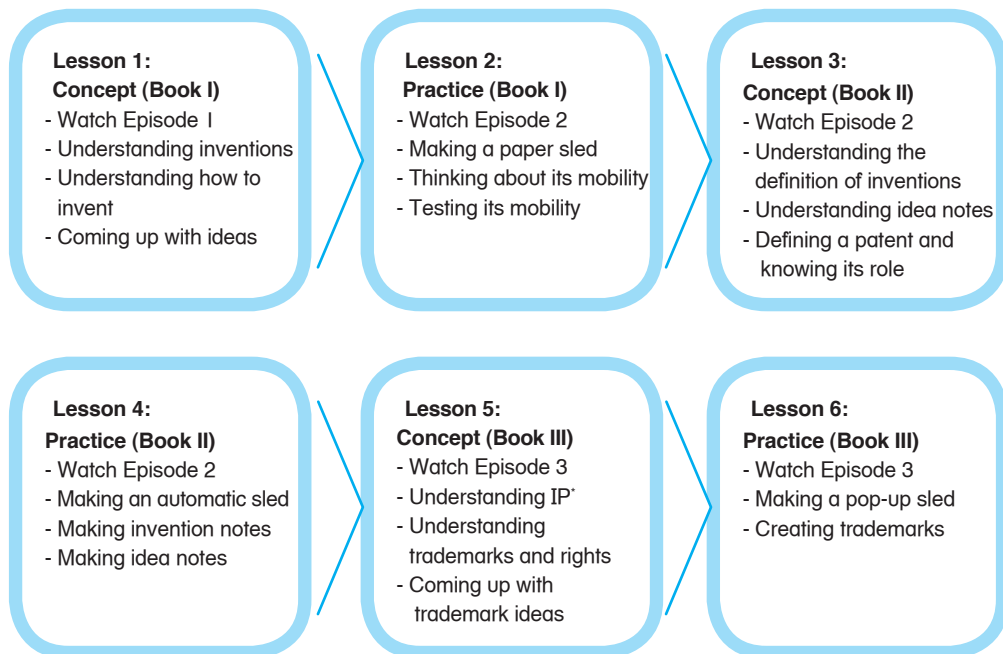 Lesson 1:
Concept (Book I)
- Watch Episode 1
- Understanding inventions
- Understanding how to
invent
- Coming up with ideas
Lesson 2:
Practice (Book I)
- Watch Episode 2
- Making a paper sled
- Thinking about its mobility
- Testing its mobility
Lesson 3:
Concept (Book II)
- Watch Episode 2
- Understanding the
definition of inventions
- Understanding idea notes
- Defining a patent and
knowing its role
Lesson 4:
Practice (Book II)
- Watch Episode 2
- Making an automatic sled
- Making invention notes
- Making idea notes
Lesson 5:
Concept (Book III)
- Watch Episode 3
- Understanding IP*
- Understanding
trademarks and rights
- Coming up with
trademark ideas
Lesson 6:
Practice (Book III)
- Watch Episode 3
- Making a pop-up sled
- Creating trademarks